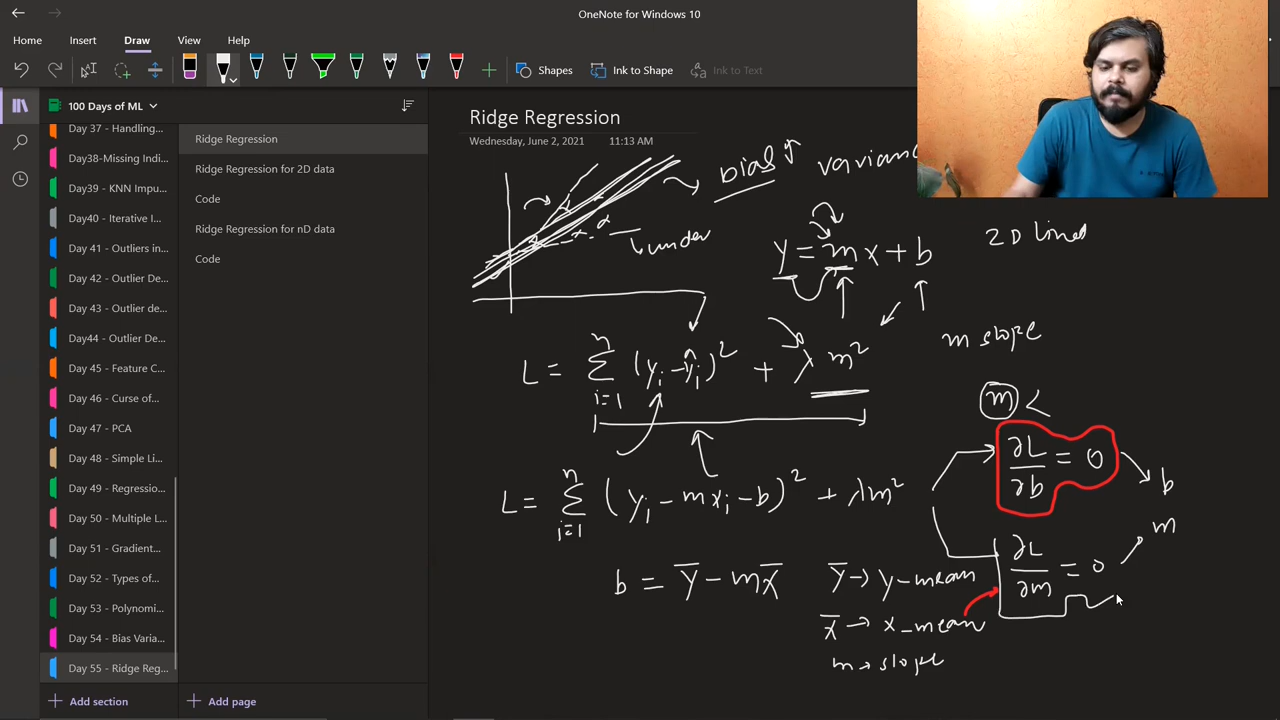 OneNote for Windows 10
Home Insert Draw View Help
Shapes Ink to Shape Ink to Text
100 Days of ML
Day 37 - Handling...
Day38-Missing Indi...
Day39 - KNN Impu...
Day40 - Iterative I...
Day 41 - Outliers in...
Day 42 - Outlier De...
Day 43 - Outlier de...
Day44 - Outlier De...
Day 45 - Feature C...
Day 46 - Curse of...
Day 47 - PCA
Day 48 - Simple Li...
Day 49 - Regressio...
Day 50 - Multiple L...
Day 51 - Gradient...
Day 52 - Types of...
Day 53 - Polynomi...
Day 54 - Bias Varia...
Day 55 - Ridge Reg...
Add section
Ridge Regression
Ridge Regression for 2D data
Code
Ridge Regression for nD data
Code
Add page
Ridge Regression
Wednesday, June 2, 2021 11:13 AM
bias↑ varianc
under
y = mx + b
2D lines
m slope
L = n Σ i=1 (yi - ŷi)² + λm²
m <
∂L/∂b = 0
b
L = n Σ i=1 (yi - mxi - b)² + λm²
m
∂L/∂m = 0
b = ȳ - mx̄
ȳ → y-mean
x̄ → x_mean
m → slope